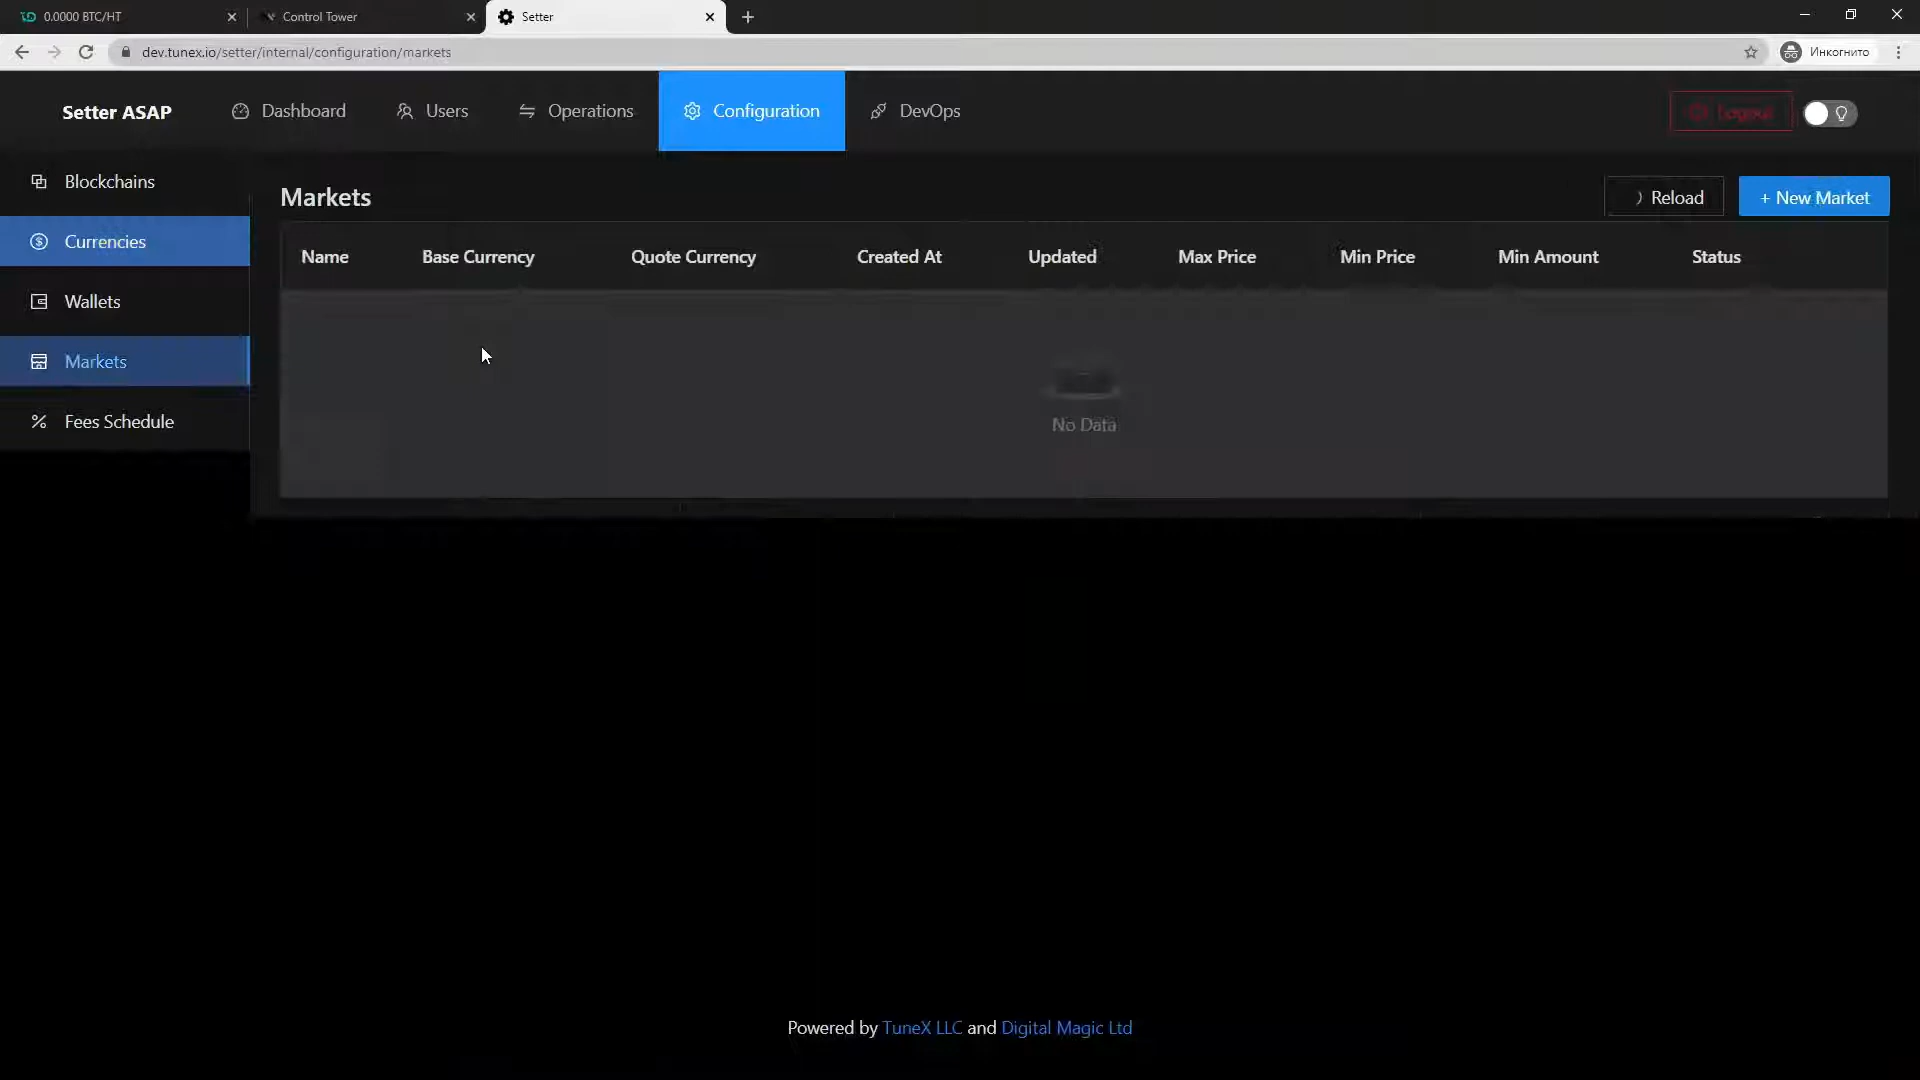 0.0000 BTC/HT
Control Tower
Setter
dev.tunex.io/setter/internal/configuration/markets
Инкогнито
Setter ASAP
Dashboard
Users
Operations
Configuration
DevOps
Logout
Blockchains
Currencies
Wallets
Markets
Fees Schedule
Markets
Reload
+ New Market
Name
Base Currency
Quote Currency
Created At
Updated
Max Price
Min Price
Min Amount
Status
No Data
Powered by TuneX LLC and Digital Magic Ltd